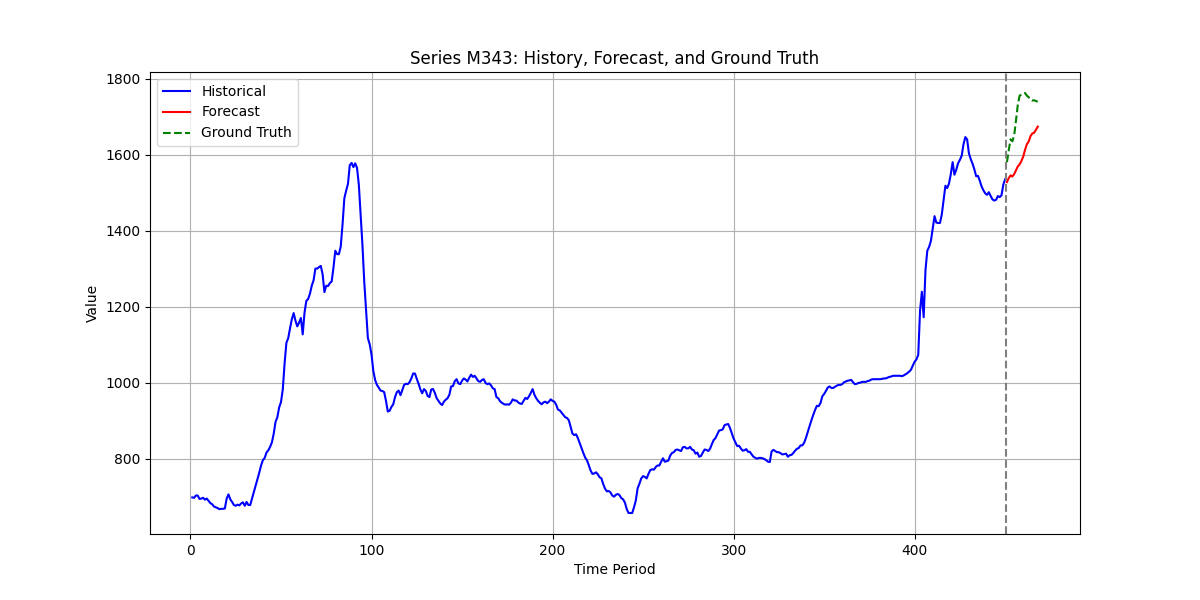 Series M343: History, Forecast, and Ground Truth
Historical
Forecast
Ground Truth
Value
1800
1600
1400
1200
1000
800
0 100 200 300 400
Time Period